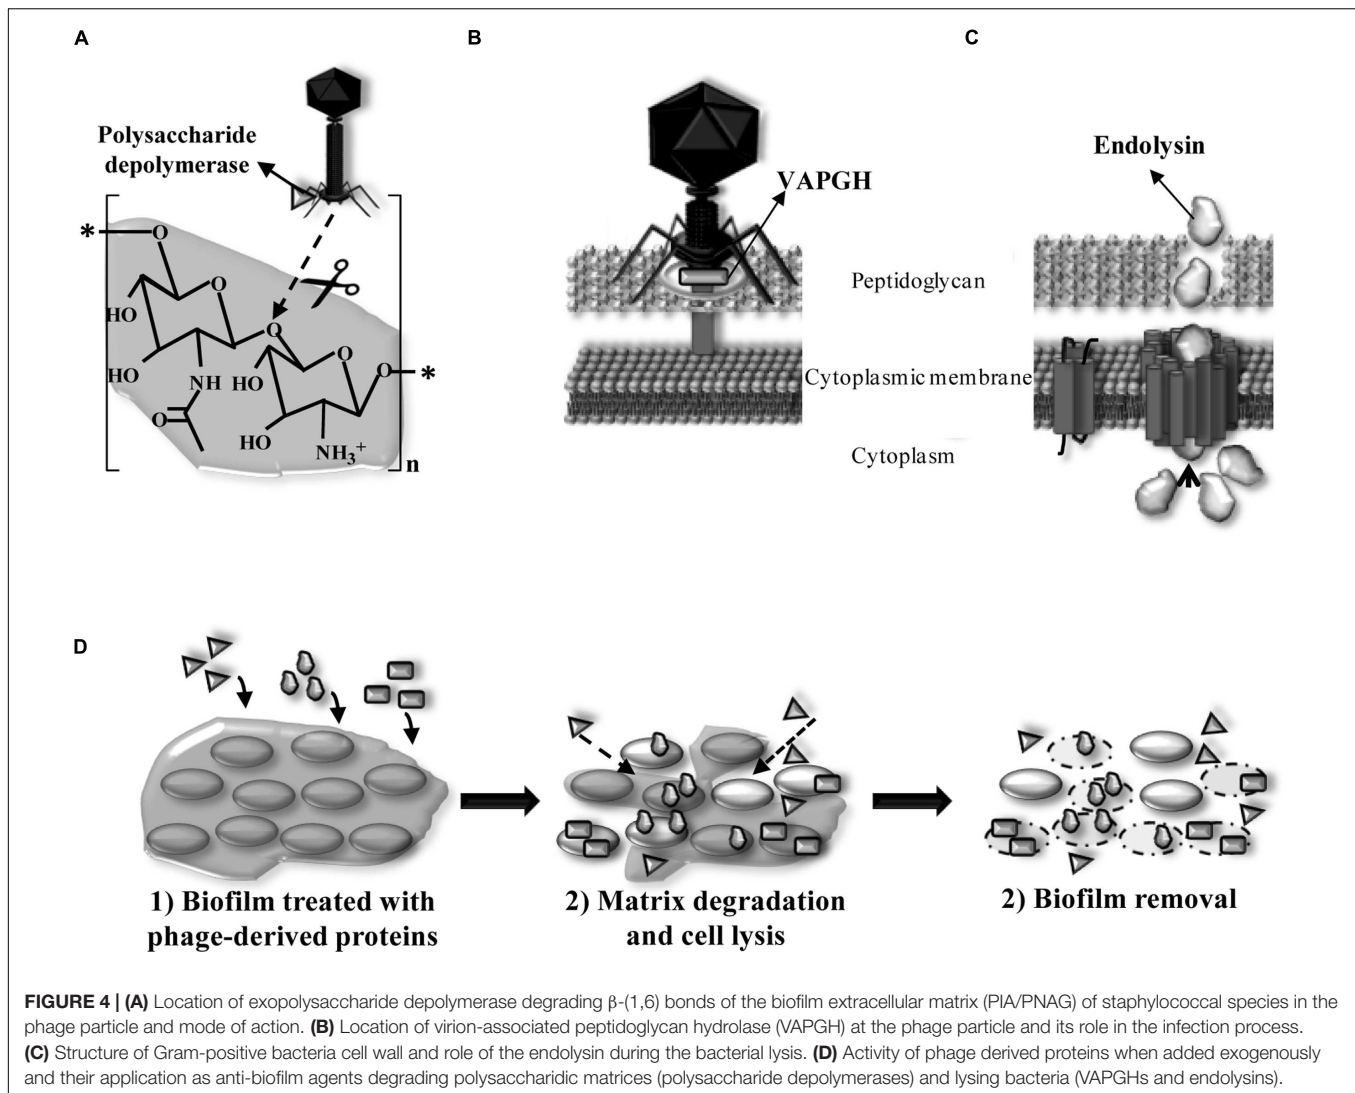 A
B
C
Polysaccharide
depolymerase
VAPGH
Endolysin
*
O
O
HO
HO
NH
O
O
HO
O
O
*
HO
NH3+
n
Peptidoglycan
Cytoplasmic membrane
Cytoplasm
D
1) Biofilm treated with
phage-derived proteins
2) Matrix degradation
and cell lysis
2) Biofilm removal
FIGURE 4 | (A) Location of exopolysaccharide depolymerase degrading β-(1,6) bonds of the biofilm extracellular matrix (PIA/PNAG) of staphylococcal species in the
phage particle and mode of action. (B) Location of virion-associated peptidoglycan hydrolase (VAPGH) at the phage particle and its role in the infection process.
(C) Structure of Gram-positive bacteria cell wall and role of the endolysin during the bacterial lysis. (D) Activity of phage derived proteins when added exogenously
and their application as anti-biofilm agents degrading polysaccharidic matrices (polysaccharide depolymerases) and lysing bacteria (VAPGHs and endolysins).